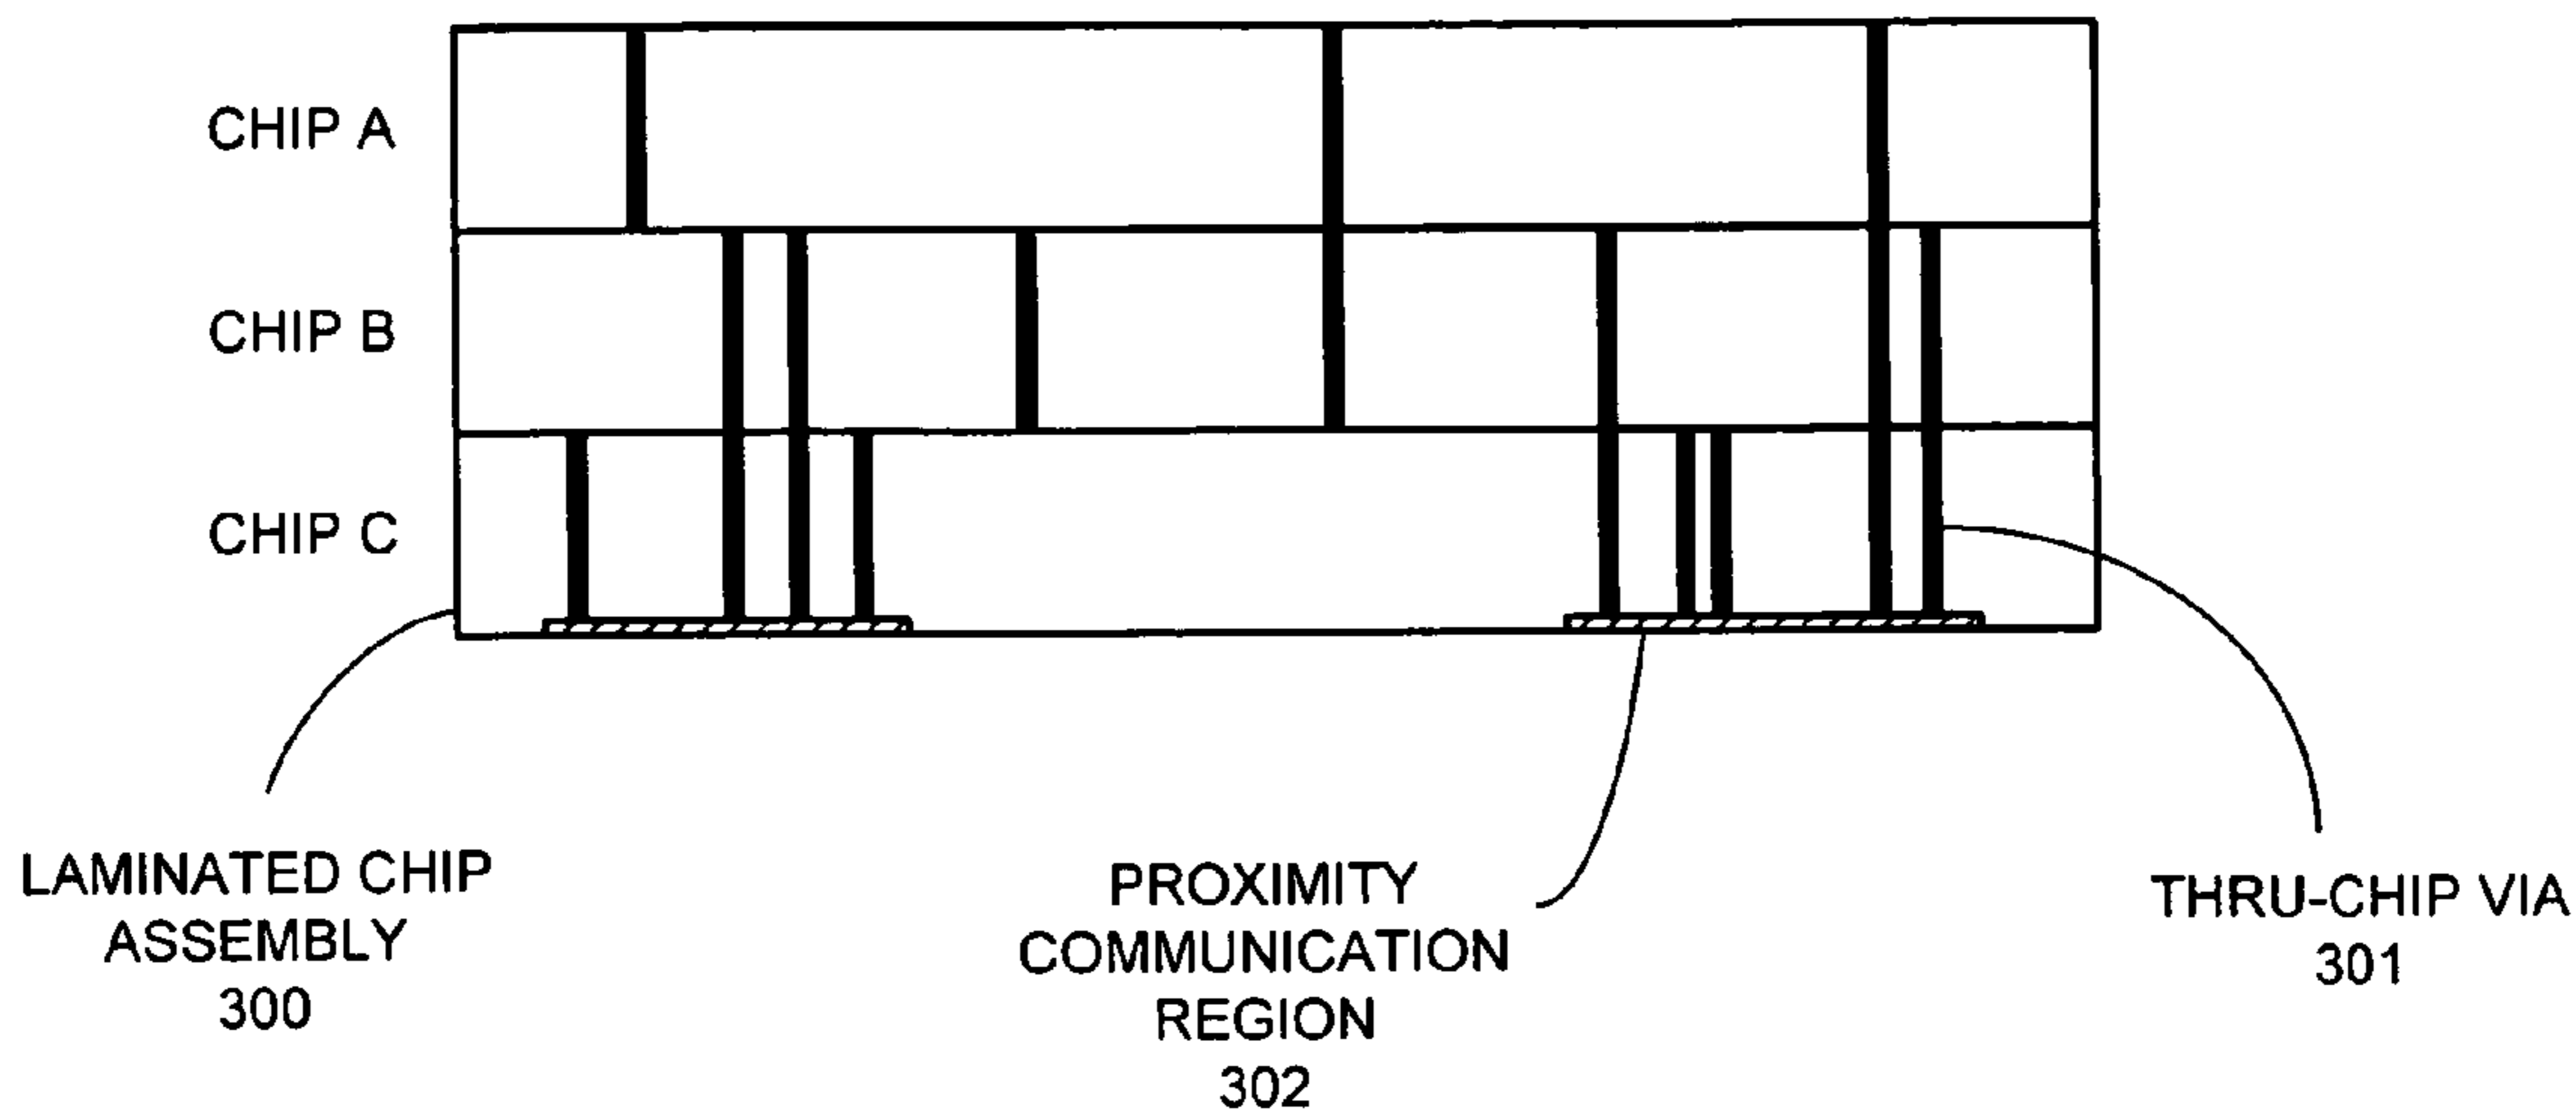 CHIP A
CHIP B
CHIP C
LAMINATED CHIP
ASSEMBLY
300
PROXIMITY
COMMUNICATION
REGION
302
THRU-CHIP VIA
301